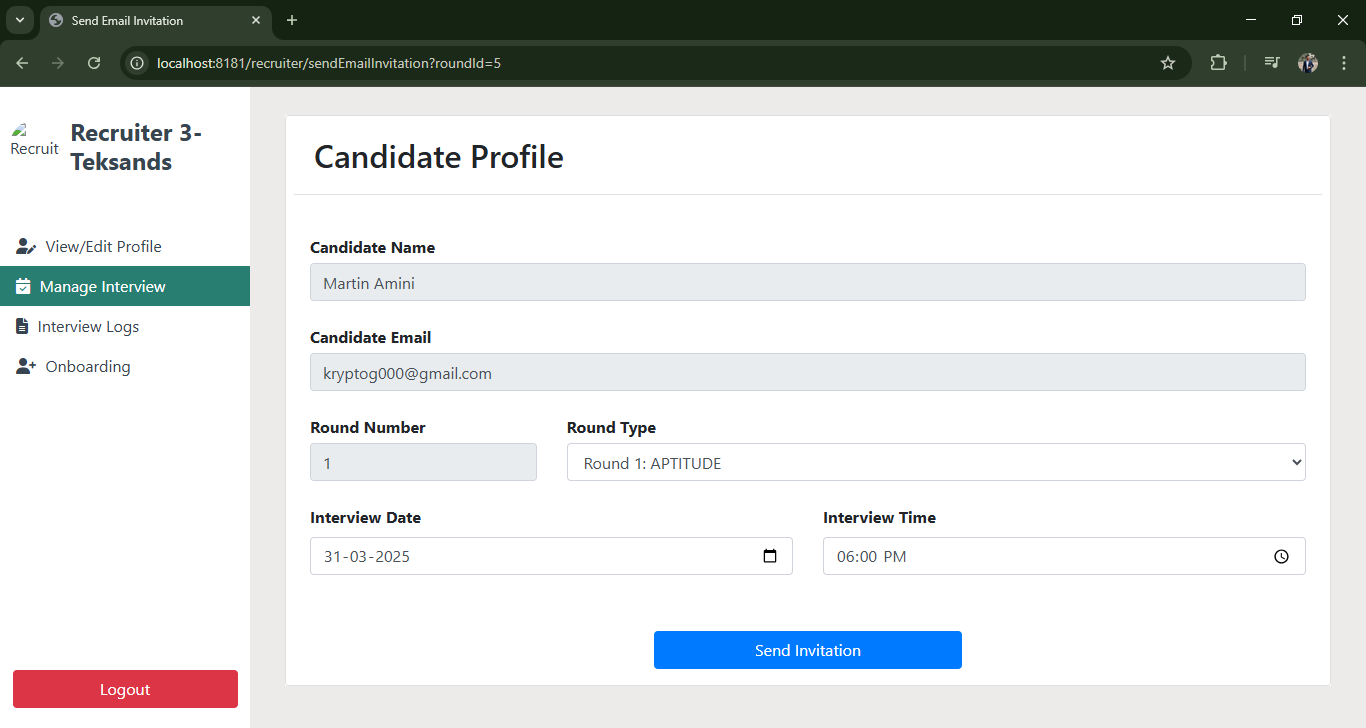 Send Email Invitation
localhost:8181/recruiter/sendEmailInvitation?roundId=5
Recruit
Recruiter 3-
Teksands
View/Edit Profile
Manage Interview
Interview Logs
Onboarding
Logout
Candidate Profile
Candidate Name
Martin Amini
Candidate Email
kryptog000@gmail.com
Round Number
Round Type
1
Round 1: APTITUDE
Interview Date
Interview Time
31-03-2025
06:00 PM
Send Invitation